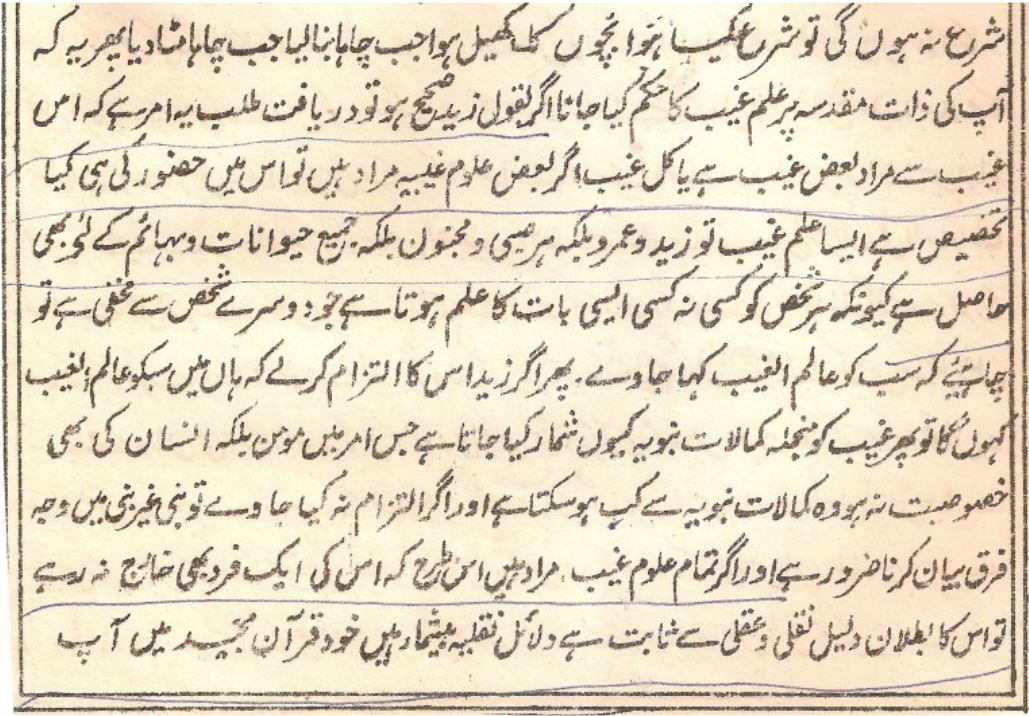 شرع نہ ہوں گی تو شرع کیا ہوا بچوں کا کھیل ہوا جب چاہا بنا لیا جب چاہا مٹا دیا پھر یہ کہ
آپ کی ذات مقدسہ پر علم غیب کا حکم کیا جانا اگر بقول زید صحیح ہو تو دریافت طلب یہ امر ہے کہ اس
غیب سے مراد بعض غیب ہے یا کل غیب اگر بعض علوم غیبیہ مراد ہیں تو اس میں حضور کی ہی کیا
تخصیص ہے ایسا علم غیب تو زید و عمرو بلکہ ہر صبی و مجنون بلکہ جمیع حیوانات و بہائم کے لئے بھی
حاصل ہے کیونکہ ہر شخص کو کسی نہ کسی ایسی بات کا علم ہوتا ہے جو دوسرے شخص سے مخفی ہے تو
چاہئیے کہ سب کو عالم الغیب کہا جاوے۔ پھر اگر زید اس کا التزام کرلے کہ ہاں میں سبکو عالم الغیب
کہوں گا تو پھر غیب کو منجملہ کمالات نبویہ کیوں شمار کیا جاتا ہے جس امر میں مومن بلکہ انسان کی بھی
خصوصیت نہ ہو وہ کمالات نبویہ سے کب ہو سکتا ہے اور اگر التزام نہ کیا جاوے تو نبی غیر نبی میں وجہ
فرق بیان کرنا ضرور ہے اور اگر تمام علوم غیب مراد ہیں اس طرح کہ اس کی ایک فرد بھی خارج نہ رہے
تو اس کا بطلان دلیل نقلی و عقلی سے ثابت ہے دلائل نقلیہ بیشمار ہیں خود قرآن مجید میں آپ